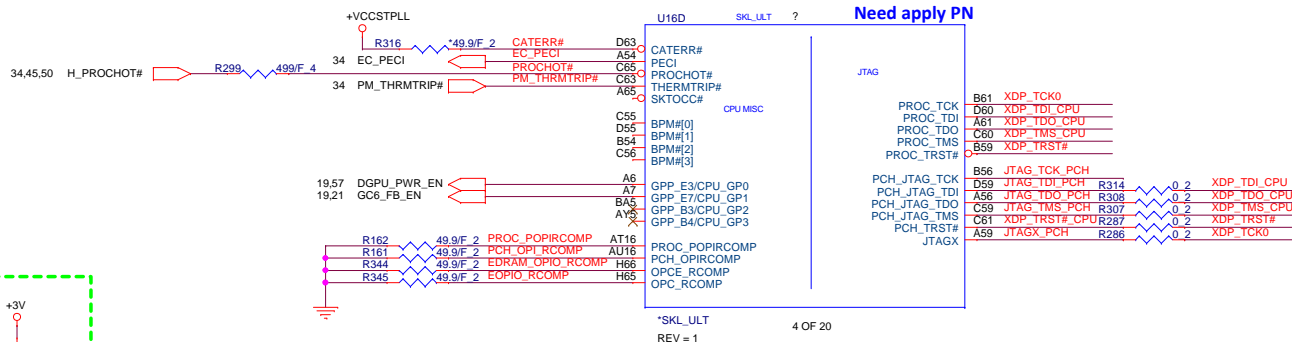 U16D SKL_ULT ? Need apply PN
+VCCSTPLL
R316 *49.9/F_2 CATERR# D63 CATERR#
34 EC_PECI EC_PECI A54 PECI
34,45,50 H_PROCHOT# R299 499/F_4 PROCHOT# C65 PROCHOT# JTAG
34 PM_THRMTRIP# PM_THRMTRIP# C63 THERMTRIP#
A65 SKTOCC#
CPU MISC
PROC_TCK B61 XDP_TCK0
PROC_TDI D60 XDP_TDI_CPU
PROC_TDO A61 XDP_TDO_CPU
PROC_TMS C60 XDP_TMS_CPU
PROC_TRST# B59 XDP_TRST#
C55 BPM#[0]
D55 BPM#[1]
B54 BPM#[2]
C56 BPM#[3]
PCH_JTAG_TCK B56 JTAG_TCK_PCH
PCH_JTAG_TDI D59 JTAG_TDI_PCH R314 0_2 XDP_TDI_CPU
PCH_JTAG_TDO A56 JTAG_TDO_PCH R308 0_2 XDP_TDO_CPU
PCH_JTAG_TMS C59 JTAG_TMS_PCH R307 0_2 XDP_TMS_CPU
PCH_TRST# C61 XDP_TRST#_CPU R287 0_2 XDP_TRST#
JTAGX A59 JTAGX_PCH R286 0_2 XDP_TCK0
19,57 DGPU_PWR_EN A6 GPP_E3/CPU_GP0
19,21 GC6_FB_EN A7 GPP_E7/CPU_GP1
BA5 GPP_B3/CPU_GP2
AY5 GPP_B4/CPU_GP3
R162 49.9/F_2 PROC_POPIRCOMP AT16 PROC_POPIRCOMP
R161 49.9/F_2 PCH_OPI_RCOMP AU16 PCH_OPIRCOMP
R344 49.9/F_2 EDRAM_OPIO_RCOMP H66 OPCE_RCOMP
R345 49.9/F_2 EOPIO_RCOMP H65 OPC_RCOMP
+3V
*SKL_ULT 4 OF 20
REV = 1